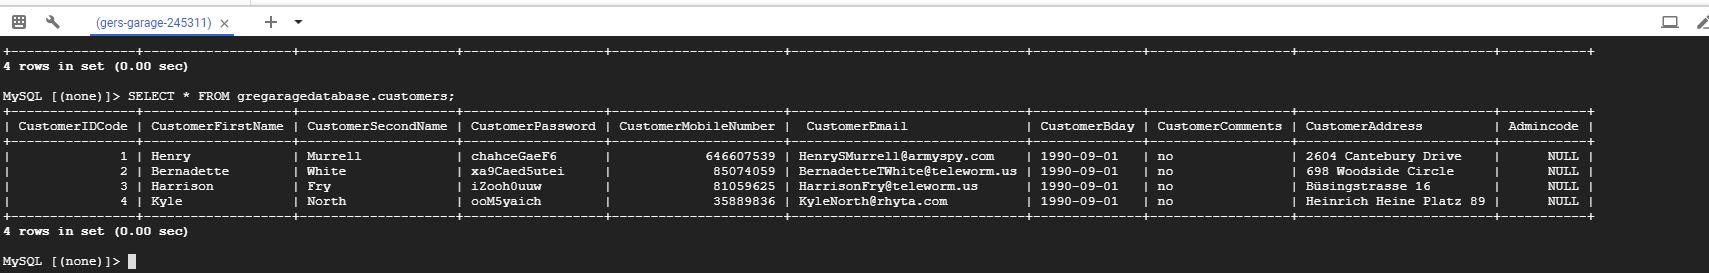 (gers-garage-245311) × + ▾
+----------------+-------------------+--------------------+------------------+----------------------+------------------------------+--------------+------------------+-------------------------+-----------+
4 rows in set (0.00 sec)
MySQL [(none)]> SELECT * FROM gregaragedatabase.customers;
+----------------+-------------------+--------------------+------------------+----------------------+------------------------------+--------------+------------------+-------------------------+-----------+
| CustomerIDCode | CustomerFirstName | CustomerSecondName | CustomerPassword | CustomerMobileNumber |  CustomerEmail               | CustomerBday | CustomerComments | CustomerAddress         | Admincode |
+----------------+-------------------+--------------------+------------------+----------------------+------------------------------+--------------+------------------+-------------------------+-----------+
|              1 | Henry             | Murrell            | chahceGaeF6      |            646607539 | HenrySMurrell@armyspy.com    | 1990-09-01   | no               | 2604 Cantebury Drive    |      NULL |
|              2 | Bernadette        | White              | xa9Caed5utei     |             85074059 | BernadetteTWhite@teleworm.us | 1990-09-01   | no               | 698 Woodside Circle     |      NULL |
|              3 | Harrison          | Fry                | iZooh0uuw        |             81059625 | HarrisonFry@teleworm.us      | 1990-09-01   | no               | Büsingstrasse 16        |      NULL |
|              4 | Kyle              | North              | ooM5yaich        |             35889836 | KyleNorth@rhyta.com          | 1990-09-01   | no               | Heinrich Heine Platz 89 |      NULL |
+----------------+-------------------+--------------------+------------------+----------------------+------------------------------+--------------+------------------+-------------------------+-----------+
4 rows in set (0.00 sec)
MySQL [(none)]>